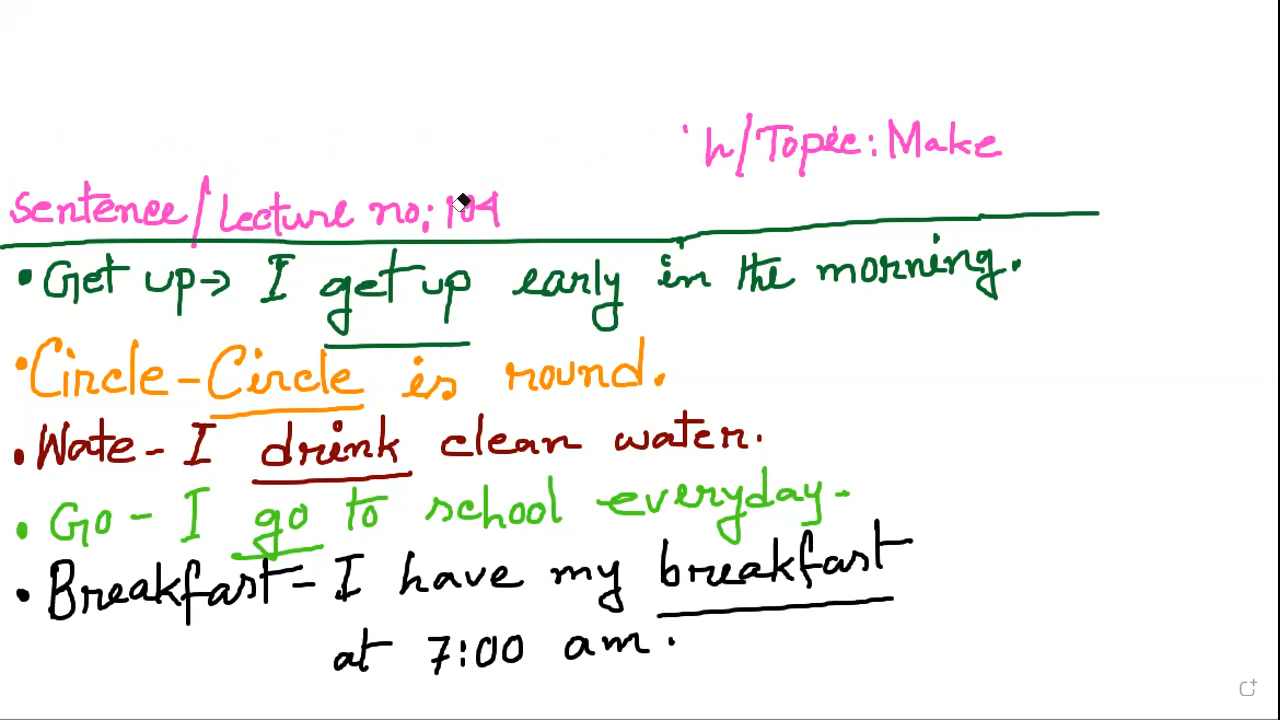 h/Topic: Make
Sentence/Lecture no; 104
• Get up → I get up early in the morning.
• Circle - Circle is round.
• Wate - I drink clean water.
• Go - I go to school everyday.
• Breakfast - I have my breakfast
at 7:00 am.